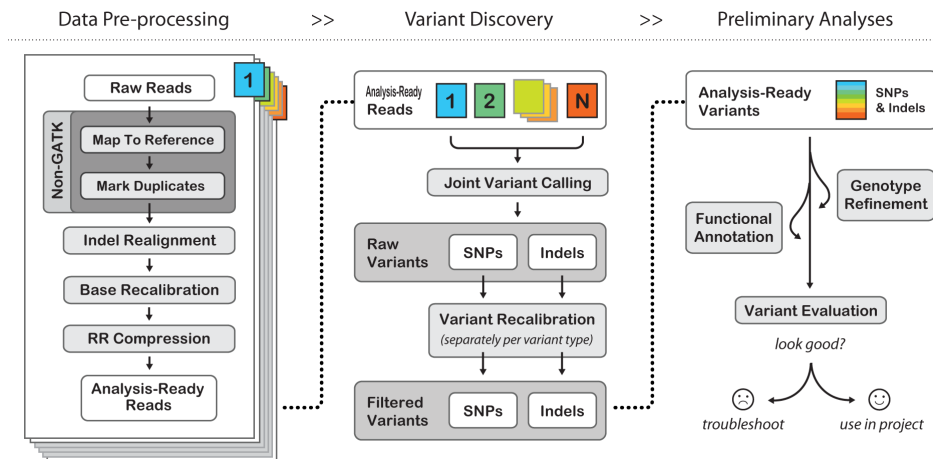 Data Pre-processing >> Variant Discovery >> Preliminary Analyses
1
Raw Reads
Non-GATK
Map To Reference
Mark Duplicates
Indel Realignment
Base Recalibration
RR Compression
Analysis-Ready
Reads
Analysis-Ready
Reads
1 2 N
Joint Variant Calling
Raw
Variants
SNPs Indels
Variant Recalibration
(separately per variant type)
Filtered
Variants
SNPs Indels
Analysis-Ready
Variants
SNPs
& Indels
Genotype
Refinement
Functional
Annotation
Variant Evaluation
look good?
troubleshoot use in project